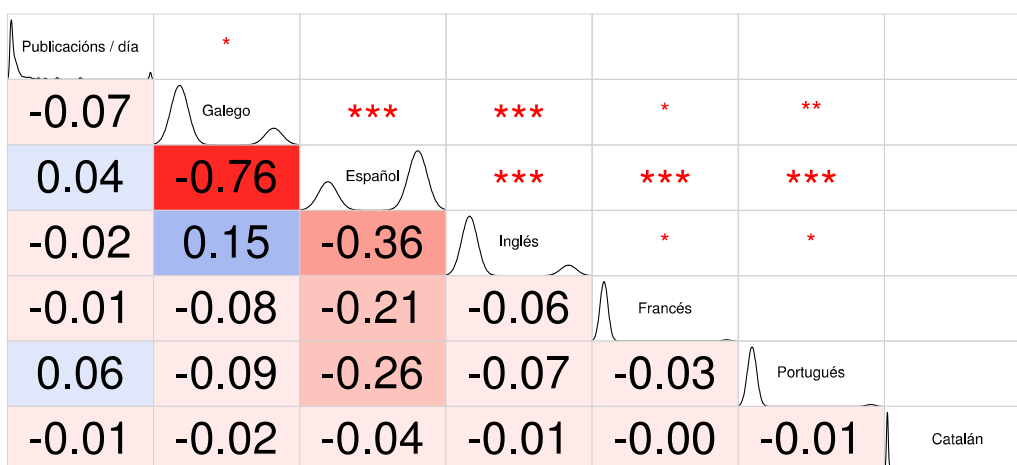 Publicacións / día *
-0.07 Galego *** *** * **
0.04 -0.76 Español *** *** ***
-0.02 0.15 -0.36 Inglés * *
-0.01 -0.08 -0.21 -0.06 Francés
0.06 -0.09 -0.26 -0.07 -0.03 Portugués
-0.01 -0.02 -0.04 -0.01 -0.00 -0.01 Catalán